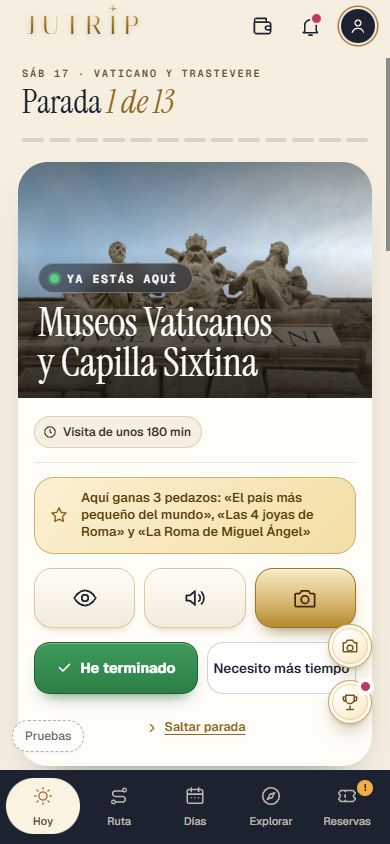 JUTRIP
SÁB 17 · VATICANO Y TRASTEVERE
Parada 1 de 13
YA ESTÁS AQUÍ
Museos Vaticanos
y Capilla Sixtina
Visita de unos 180 min
Aquí ganas 3 pedazos: «El país más
pequeño del mundo», «Las 4 joyas de
Roma» y «La Roma de Miguel Ángel»
He terminado
Necesito más tiempo
Saltar parada
Pruebas
!
Hoy
Ruta
Días
Explorar
Reservas